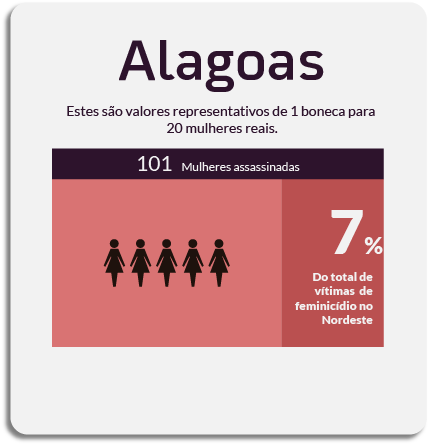 Alagoas
Estes são valores representativos de 1 boneca para
20 mulheres reais.
101 Mulheres assassinadas
7%
Do total de
vítimas de
feminicídio no
Nordeste